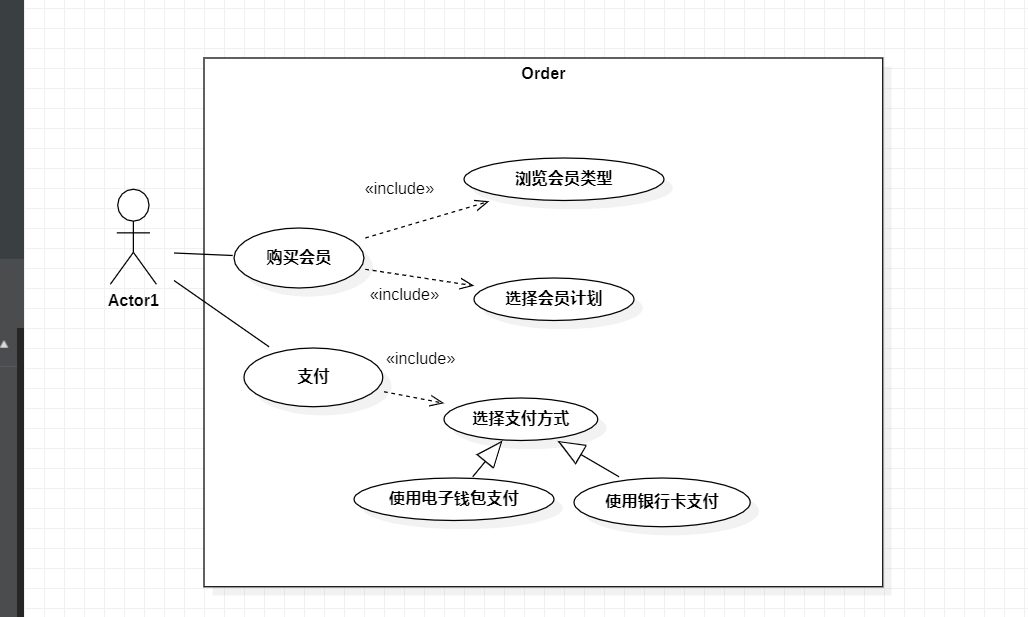 Order
浏览会员类型
«include»
购买会员
«include»
选择会员计划
Actor1
«include»
支付
选择支付方式
使用电子钱包支付
使用银行卡支付